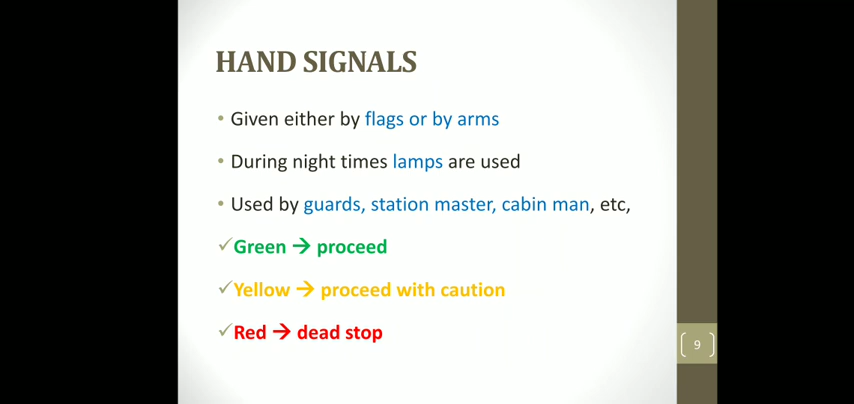 HAND SIGNALS
• Given either by flags or by arms
• During night times lamps are used
• Used by guards, station master, cabin man, etc,
✓Green → proceed
✓Yellow → proceed with caution
✓Red → dead stop
9